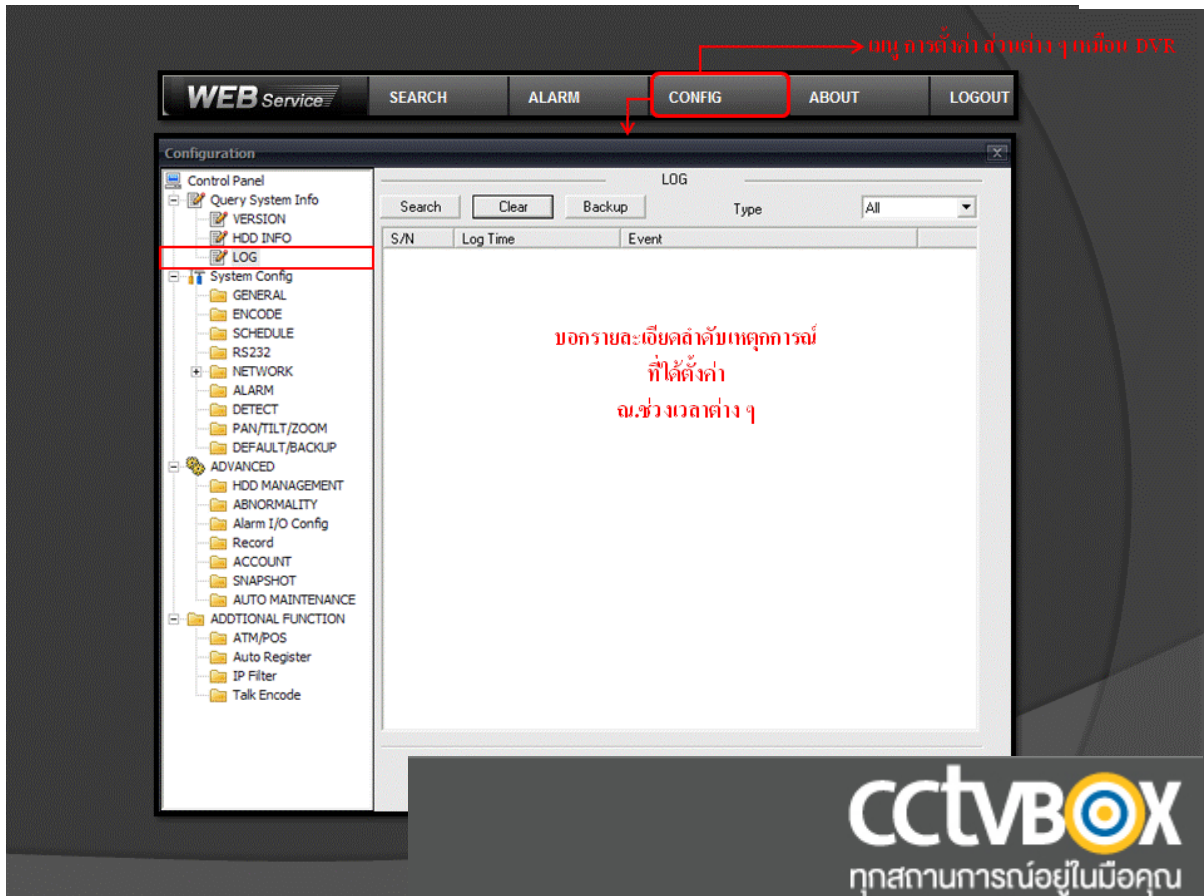 เมนู การตั้งค่า ส่วนต่าง ๆ เหมือน DVR
WEB Service
SEARCH
ALARM
CONFIG
ABOUT
LOGOUT
Configuration
Control Panel
Query System Info
VERSION
HDD INFO
LOG
System Config
GENERAL
ENCODE
SCHEDULE
RS232
NETWORK
ALARM
DETECT
PAN/TILT/ZOOM
DEFAULT/BACKUP
ADVANCED
HDD MANAGEMENT
ABNORMALITY
Alarm I/O Config
Record
ACCOUNT
SNAPSHOT
AUTO MAINTENANCE
ADDTIONAL FUNCTION
ATM/POS
Auto Register
IP Filter
Talk Encode
LOG
Search Clear Backup Type All
S/N Log Time Event
บอกรายละเอียดลำดับเหตุกการณ์
ที่ได้ตั้งค่า
ณ.ช่วงเวลาต่าง ๆ
cctvBOX
ทุกสถานการณ์อยู่ในมือคุณ